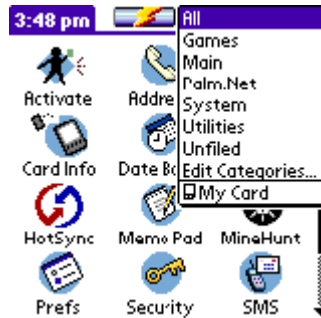 3:48 pm
All
Games
Main
Palm.Net
System
Utilities
Unfiled
Edit Categories...
My Card
Activate
Addre
Card Info
Date Bo
HotSync
Memo Pad
MineHunt
Prefs
Security
SMS